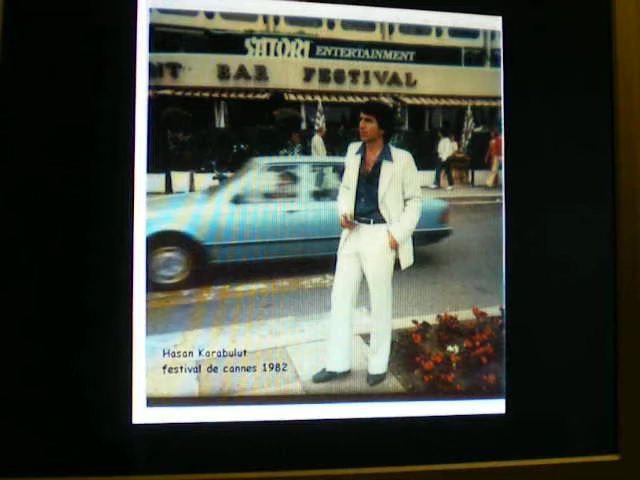 SATORI ENTERTAINMENT
NT BAR FESTIVAL
Hasan Karabulut
festival de cannes 1982